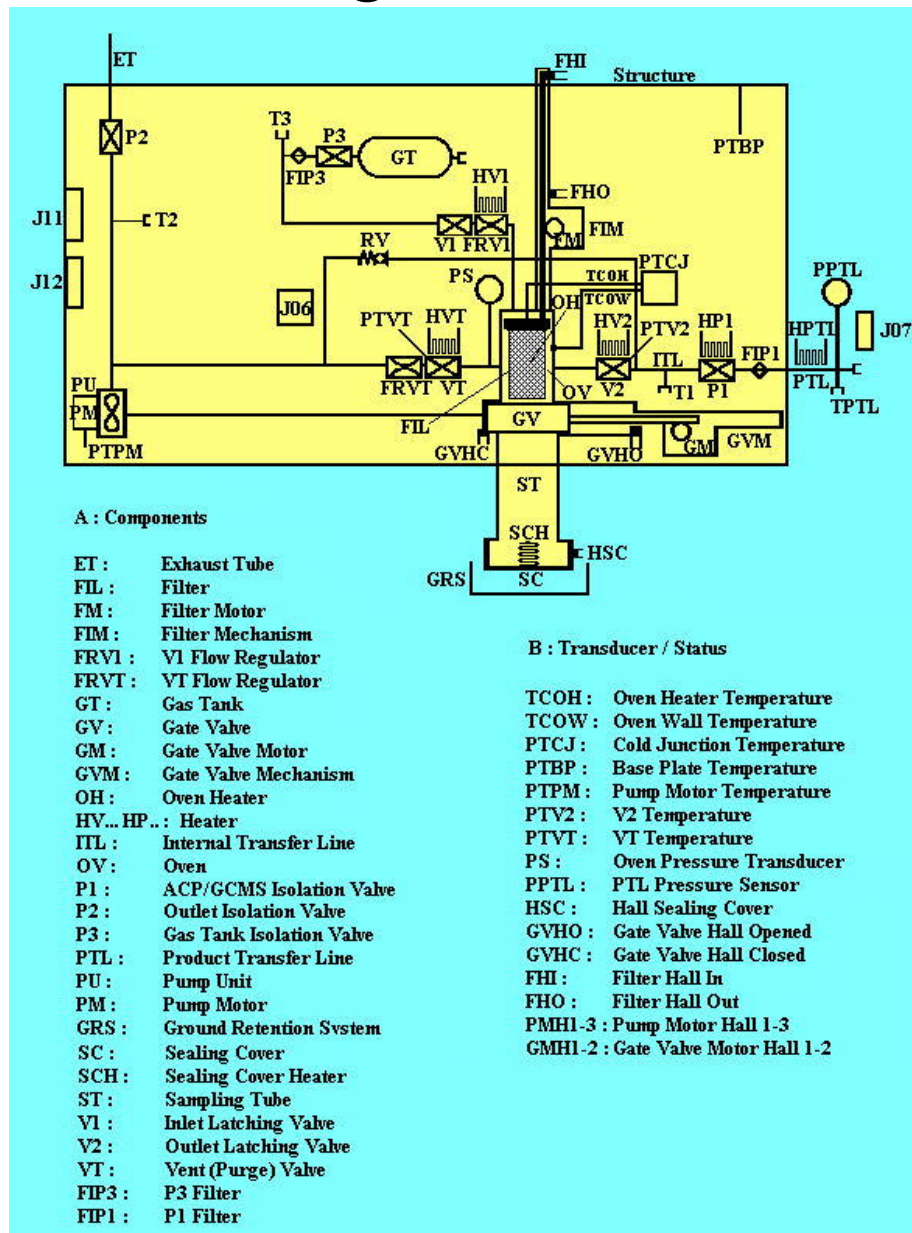 ET
FHI
Structure
P2
T3
P3
GT
FIP3
HV1
PTBP
FHO
J11
T2
V1 FRV1
FM
FIM
RV
PTCJ
J12
PS
TCOH
TCOW
OH
PPTL
J06
PTVT
HVT
HV2
PTV2
HP1
HPTL
J07
ITL
FIP1
FRVT
VT
V2
T1
P1
PTL
PU
OV
TPTL
PM
FIL
GV
GM
GVM
PTPM
GVHC
GVHO
ST
SCH
HSC
GRS
SC
A : Components
ET : Exhaust Tube
FIL : Filter
FM : Filter Motor
FIM : Filter Mechanism
FRV1 : V1 Flow Regulator
FRVT : VT Flow Regulator
GT : Gas Tank
GV : Gate Valve
GM : Gate Valve Motor
GVM : Gate Valve Mechanism
OH : Oven Heater
HV... HP.. : Heater
ITL : Internal Transfer Line
OV : Oven
P1 : ACP/GCMS Isolation Valve
P2 : Outlet Isolation Valve
P3 : Gas Tank Isolation Valve
PTL : Product Transfer Line
PU : Pump Unit
PM : Pump Motor
GRS : Ground Retention Svstem
SC : Sealing Cover
SCH : Sealing Cover Heater
ST : Sampling Tube
V1 : Inlet Latching Valve
V2 : Outlet Latching Valve
VT : Vent (Purge) Valve
FIP3 : P3 Filter
FIP1 : P1 Filter
B : Transducer / Status
TCOH : Oven Heater Temperature
TCOW : Oven Wall Temperature
PTCJ : Cold Junction Temperature
PTBP : Base Plate Temperature
PTPM : Pump Motor Temperature
PTV2 : V2 Temperature
PTVT : VT Temperature
PS : Oven Pressure Transducer
PPTL : PTL Pressure Sensor
HSC : Hall Sealing Cover
GVHO : Gate Valve Hall Opened
GVHC : Gate Valve Hall Closed
FHI : Filter Hall In
FHO : Filter Hall Out
PMH1-3 : Pump Motor Hall 1-3
GMH1-2 : Gate Valve Motor Hall 1-2